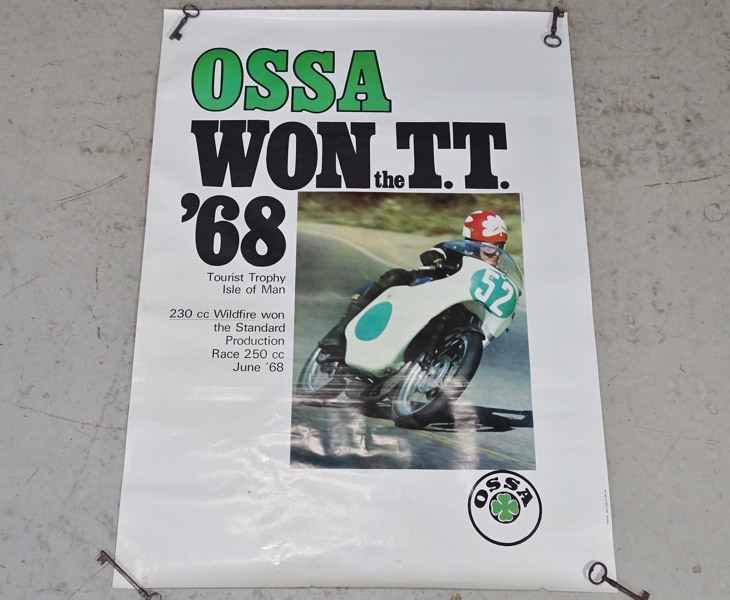 OSSA
WON the T.T.
'68
Tourist Trophy
Isle of Man
230 cc Wildfire won
the Standard
Production
Race 250 cc
June '68
52
OSSA